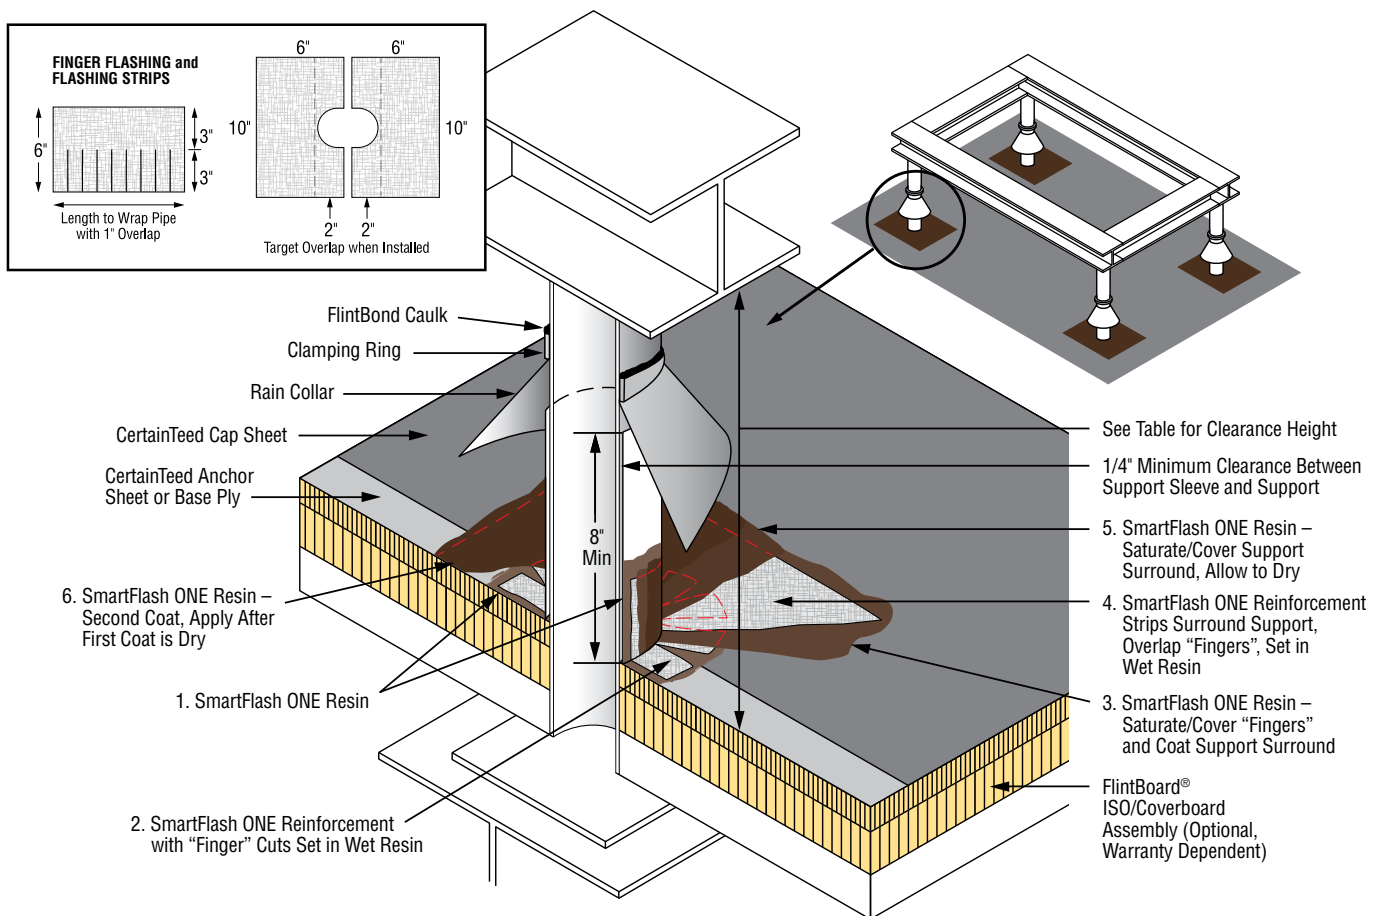 FINGER FLASHING and
FLASHING STRIPS
6"
3"
3"
Length to Wrap Pipe
with 1" Overlap
6"
6"
10"
10"
2"
2"
Target Overlap when Installed
FlintBond Caulk
Clamping Ring
Rain Collar
CertainTeed Cap Sheet
CertainTeed Anchor
Sheet or Base Ply
6. SmartFlash ONE Resin –
Second Coat, Apply After
First Coat is Dry
1. SmartFlash ONE Resin
2. SmartFlash ONE Reinforcement
with “Finger” Cuts Set in Wet Resin
8"
Min
See Table for Clearance Height
1/4" Minimum Clearance Between
Support Sleeve and Support
5. SmartFlash ONE Resin –
Saturate/Cover Support
Surround, Allow to Dry
4. SmartFlash ONE Reinforcement
Strips Surround Support,
Overlap “Fingers”, Set in
Wet Resin
3. SmartFlash ONE Resin –
Saturate/Cover “Fingers”
and Coat Support Surround
FlintBoard®
ISO/Coverboard
Assembly (Optional,
Warranty Dependent)